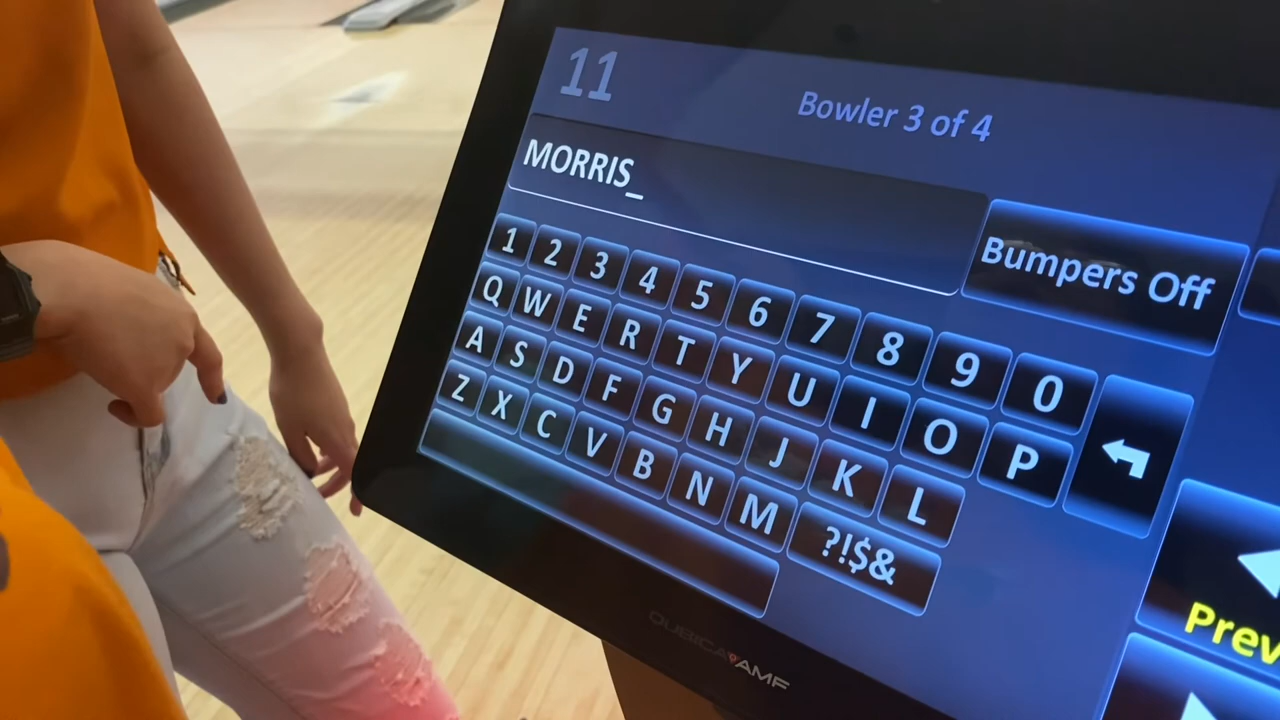 11
Bowler 3 of 4
MORRIS_
Bumpers Off
1 2 3 4 5 6 7 8 9 0
Q W E R T Y U I O P
A S D F G H J K L
Z X C V B N M ?!$&
Prev
QUBICAAMF